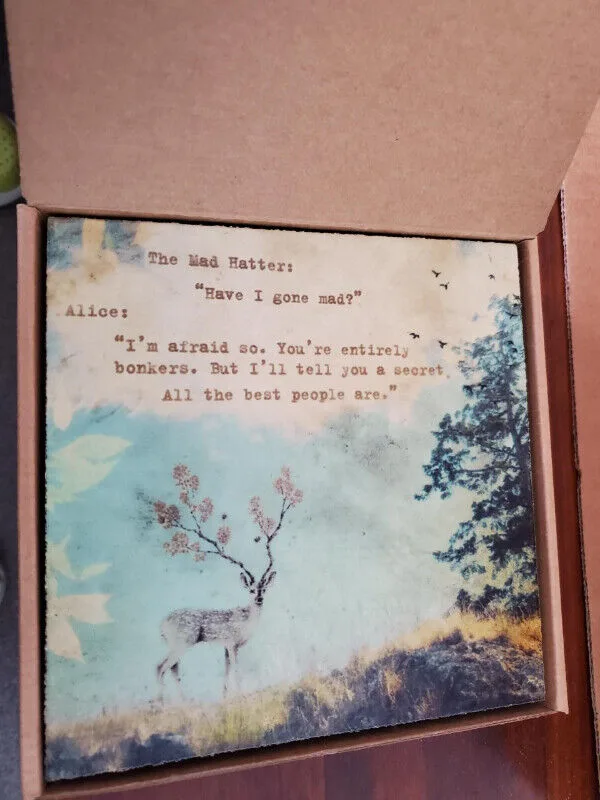 The Mad Hatter:
"Have I gone mad?"
Alice:
"I'm afraid so. You're entirely
bonkers. But I'll tell you a secret.
All the best people are."